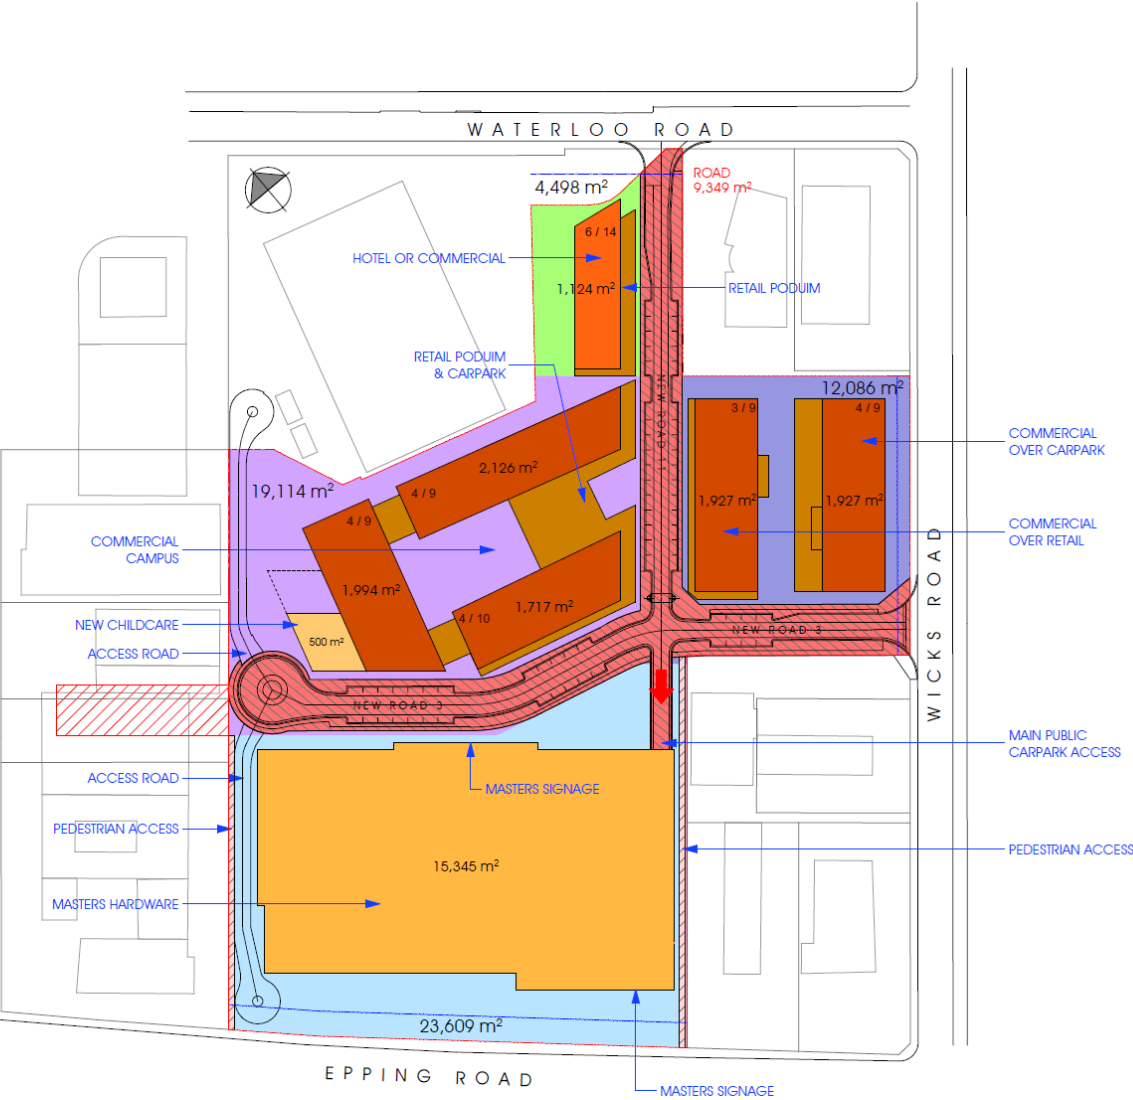 WATERLOO ROAD
ROAD
9,349 m²
4,498 m²
6 / 14
HOTEL OR COMMERCIAL
1,124 m²
RETAIL PODUIM
RETAIL PODUIM
& CARPARK
NEW ROAD 11
12,086 m²
3 / 9
4 / 9
COMMERCIAL
OVER CARPARK
2,126 m²
4 / 9
19,114 m²
4 / 9
1,927 m²
1,927 m²
COMMERCIAL
OVER RETAIL
COMMERCIAL
CAMPUS
1,994 m²
1,717 m²
4 / 10
NEW CHILDCARE
500 m²
NEW ROAD 3
WICKS ROAD
ACCESS ROAD
NEW ROAD 3
MAIN PUBLIC
CARPARK ACCESS
ACCESS ROAD
MASTERS SIGNAGE
PEDESTRIAN ACCESS
PEDESTRIAN ACCESS
15,345 m²
MASTERS HARDWARE
23,609 m²
EPPING ROAD
MASTERS SIGNAGE